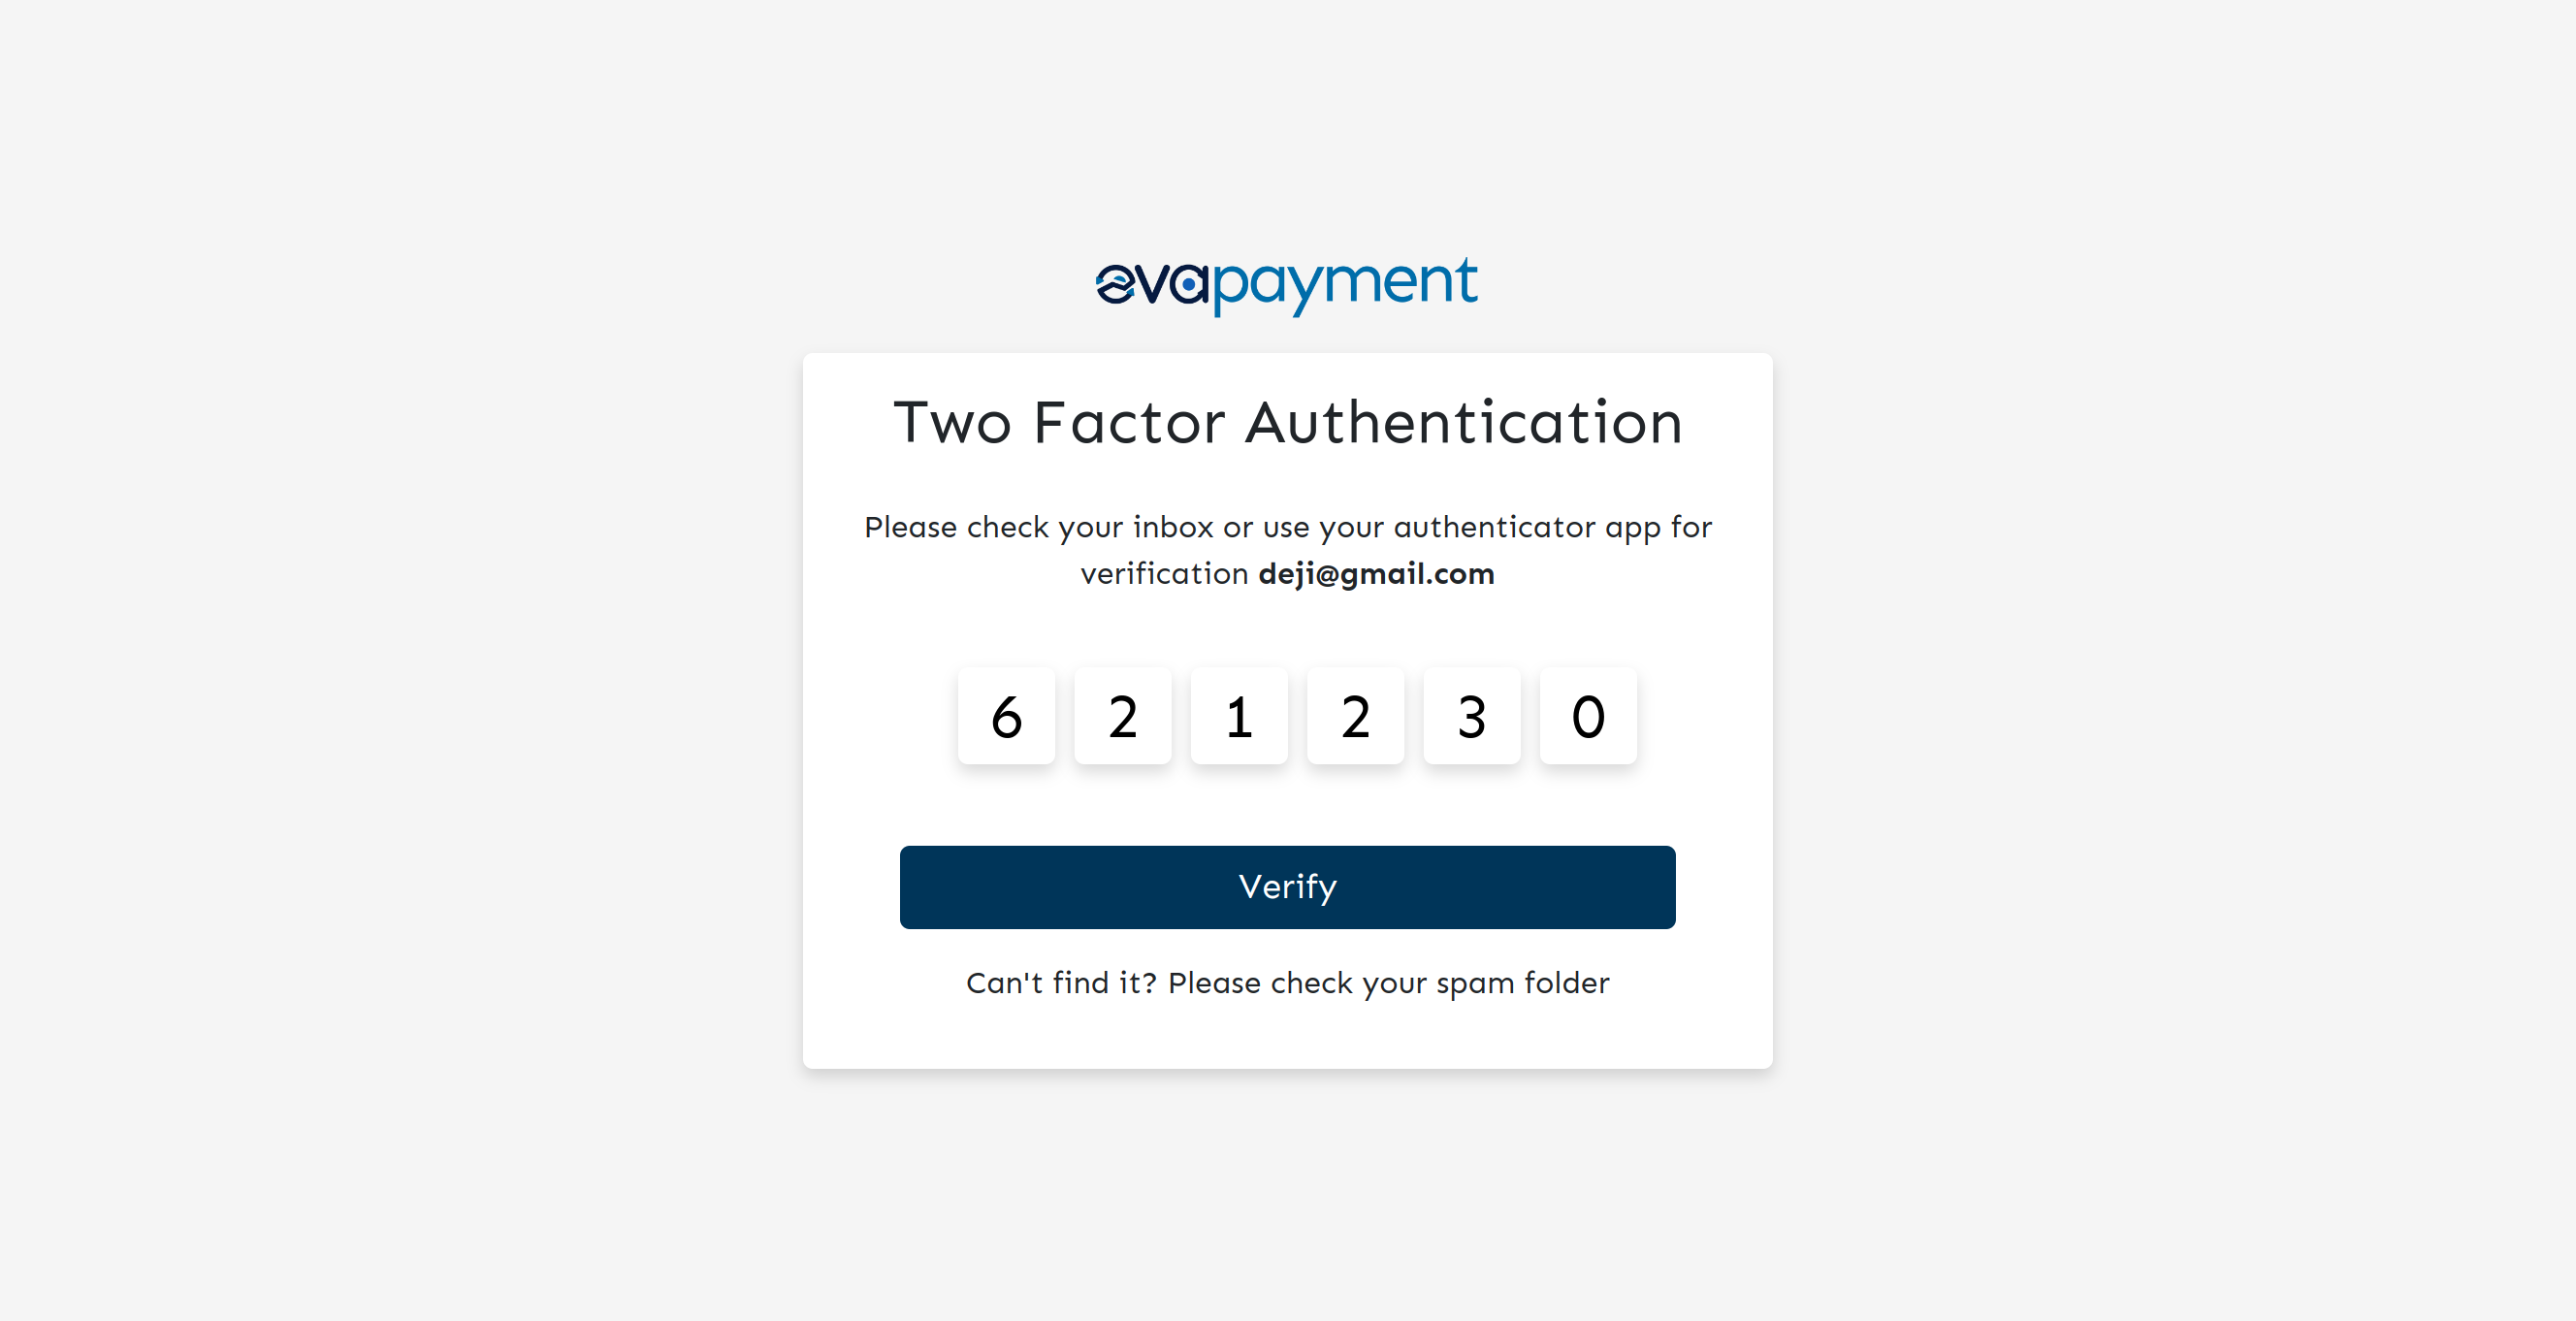 evapayment
Two Factor Authentication
Please check your inbox or use your authenticator app for
verification deji@gmail.com
6 2 1 2 3 0
Verify
Can't find it? Please check your spam folder